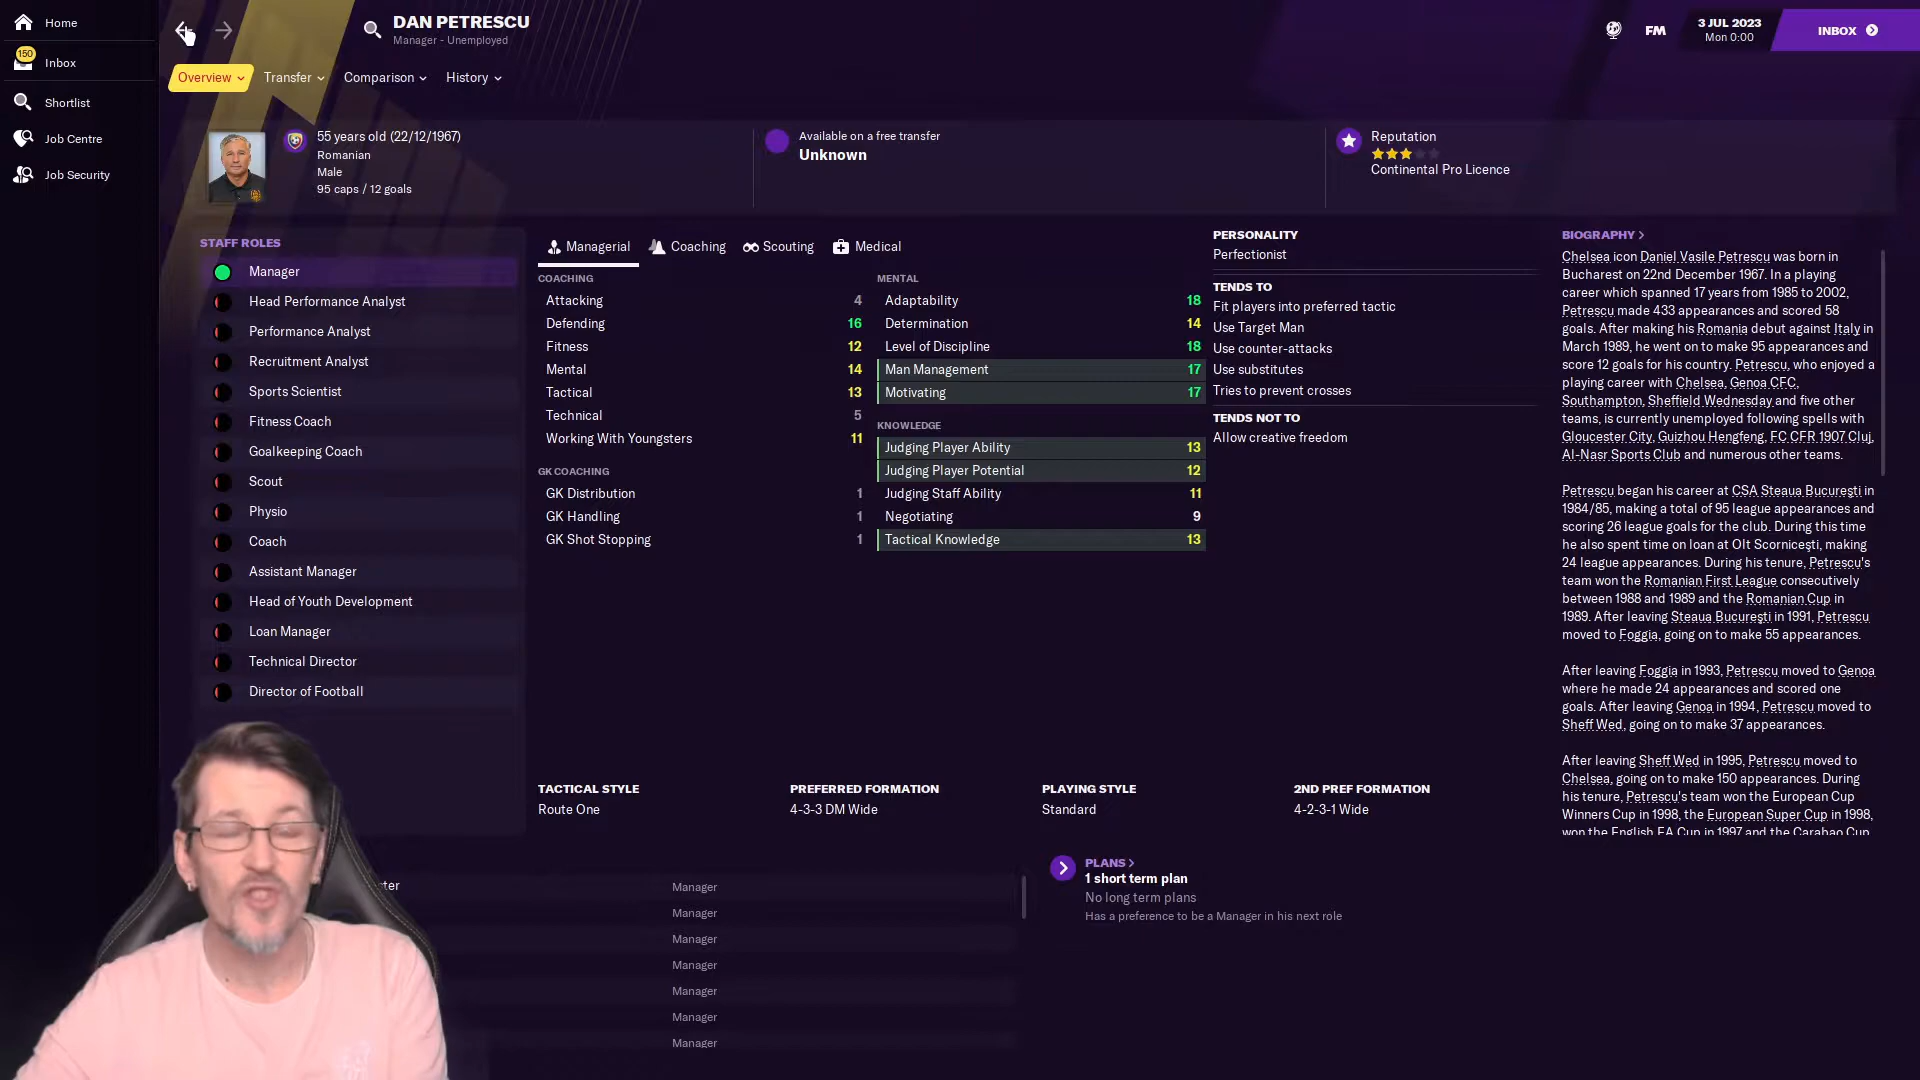 Home
150
Inbox
Shortlist
Job Centre
Job Security
DAN PETRESCU
Manager - Unemployed
FM
3 JUL 2023
Mon 0:00
INBOX
Overview
Transfer
Comparison
History
55 years old (22/12/1967)
Romanian
Male
95 caps / 12 goals
Available on a free transfer
Unknown
Reputation
Continental Pro Licence
STAFF ROLES
Manager
Head Performance Analyst
Performance Analyst
Recruitment Analyst
Sports Scientist
Fitness Coach
Goalkeeping Coach
Scout
Physio
Coach
Assistant Manager
Head of Youth Development
Loan Manager
Technical Director
Director of Football
Managerial
Coaching
Scouting
Medical
COACHING
Attacking 4
Defending 16
Fitness 12
Mental 14
Tactical 13
Technical 5
Working With Youngsters 11
GK COACHING
GK Distribution 1
GK Handling 1
GK Shot Stopping 1
MENTAL
Adaptability 18
Determination 14
Level of Discipline 18
Man Management 17
Motivating 17
KNOWLEDGE
Judging Player Ability 13
Judging Player Potential 12
Judging Staff Ability 11
Negotiating 9
Tactical Knowledge 13
PERSONALITY
Perfectionist
TENDS TO
Fit players into preferred tactic
Use Target Man
Use counter-attacks
Use substitutes
Tries to prevent crosses
TENDS NOT TO
Allow creative freedom
BIOGRAPHY >
Chelsea icon Daniel Vasile Petrescu was born in
Bucharest on 22nd December 1967. In a playing
career which spanned 17 years from 1985 to 2002,
Petrescu made 433 appearances and scored 58
goals. After making his Romania debut against Italy in
March 1989, he went on to make 95 appearances and
score 12 goals for his country. Petrescu, who enjoyed a
playing career with Chelsea, Genoa CFC,
Southampton, Sheffield Wednesday and five other
teams, is currently unemployed following spells with
Gloucester City, Guizhou Hengfeng, FC CFR 1907 Cluj,
Al-Nasr Sports Club and numerous other teams.
Petrescu began his career at CSA Steaua Bucureşti in
1984/85, making a total of 95 league appearances and
scoring 26 league goals for the club. During this time
he also spent time on loan at Olt Scorniceşti, making
24 league appearances. During his tenure, Petrescu's
team won the Romanian First League consecutively
between 1988 and 1989 and the Romanian Cup in
1989. After leaving Steaua Bucureşti in 1991, Petrescu
moved to Foggia, going on to make 55 appearances.
After leaving Foggia in 1993, Petrescu moved to Genoa
where he made 24 appearances and scored one
goals. After leaving Genoa in 1994, Petrescu moved to
Sheff Wed, going on to make 37 appearances.
After leaving Sheff Wed in 1995, Petrescu moved to
Chelsea, going on to make 150 appearances. During
his tenure, Petrescu's team won the European Cup
Winners Cup in 1998, the European Super Cup in 1998,
won the English FA Cup in 1997 and the Carabao Cup
TACTICAL STYLE
Route One
PREFERRED FORMATION
4-3-3 DM Wide
PLAYING STYLE
Standard
2ND PREF FORMATION
4-2-3-1 Wide
Manager
Manager
Manager
Manager
Manager
Manager
Manager
PLANS >
1 short term plan
No long term plans
Has a preference to be a Manager in his next role